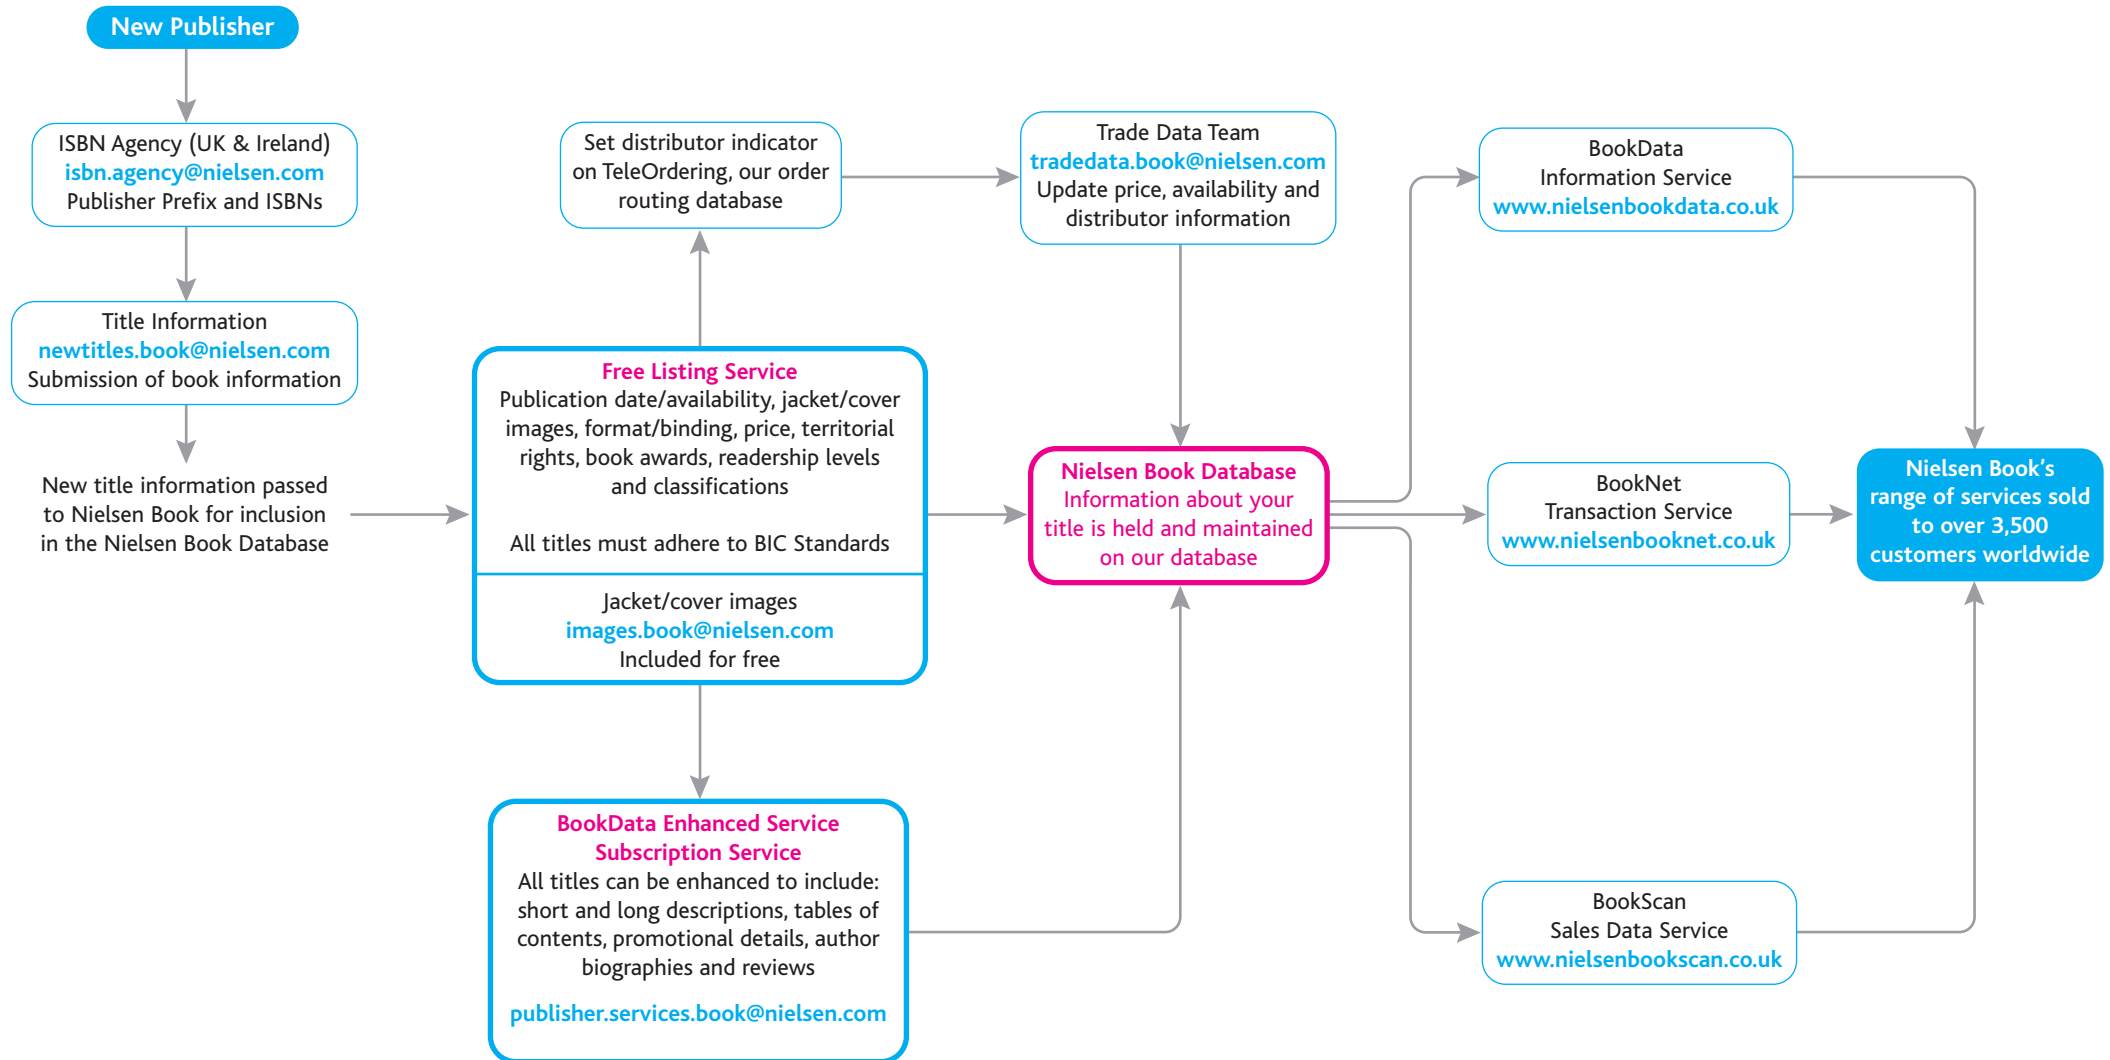 New Publisher
ISBN Agency (UK & Ireland)
isbn.agency@nielsen.com
Publisher Prefix and ISBNs
Title Information
newtitles.book@nielsen.com
Submission of book information
New title information passed
to Nielsen Book for inclusion
in the Nielsen Book Database
Set distributor indicator
on TeleOrdering, our order
routing database
Free Listing Service
Publication date/availability, jacket/cover
images, format/binding, price, territorial
rights, book awards, readership levels
and classifications
All titles must adhere to BIC Standards
Jacket/cover images
images.book@nielsen.com
Included for free
BookData Enhanced Service
Subscription Service
All titles can be enhanced to include:
short and long descriptions, tables of
contents, promotional details, author
biographies and reviews
publisher.services.book@nielsen.com
Trade Data Team
tradedata.book@nielsen.com
Update price, availability and
distributor information
Nielsen Book Database
Information about your
title is held and maintained
on our database
BookData
Information Service
www.nielsenbookdata.co.uk
BookNet
Transaction Service
www.nielsenbooknet.co.uk
BookScan
Sales Data Service
www.nielsenbookscan.co.uk
Nielsen Book's
range of services sold
to over 3,500
customers worldwide